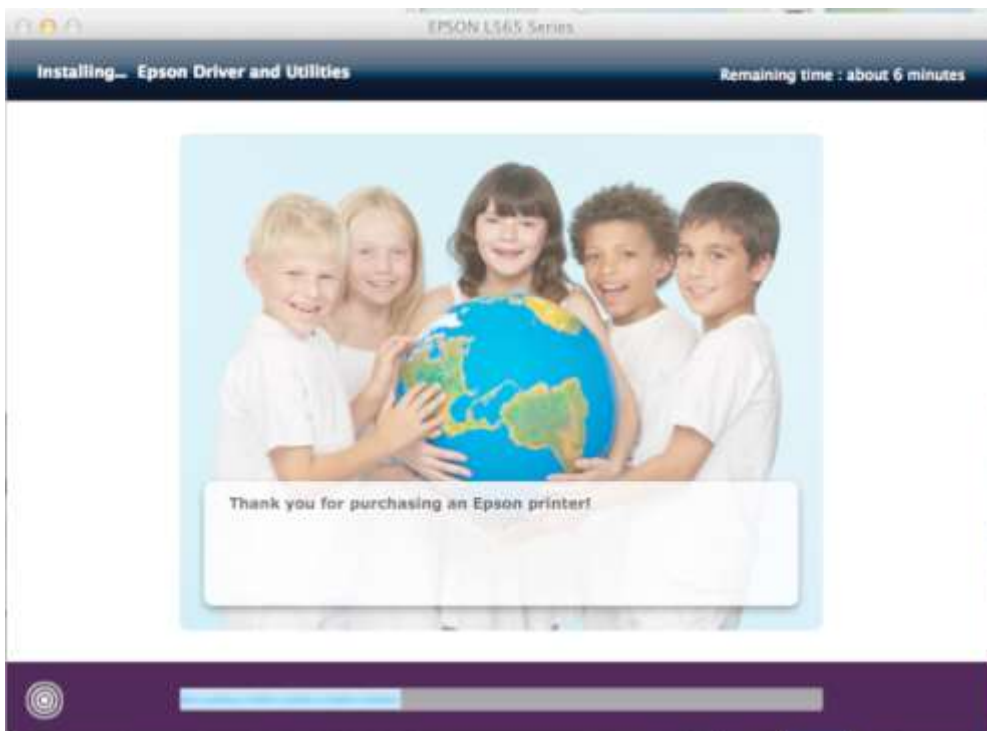 EPSON L565 Series
Installing... Epson Driver and Utilities
Remaining time : about 6 minutes
Thank you for purchasing an Epson printer!